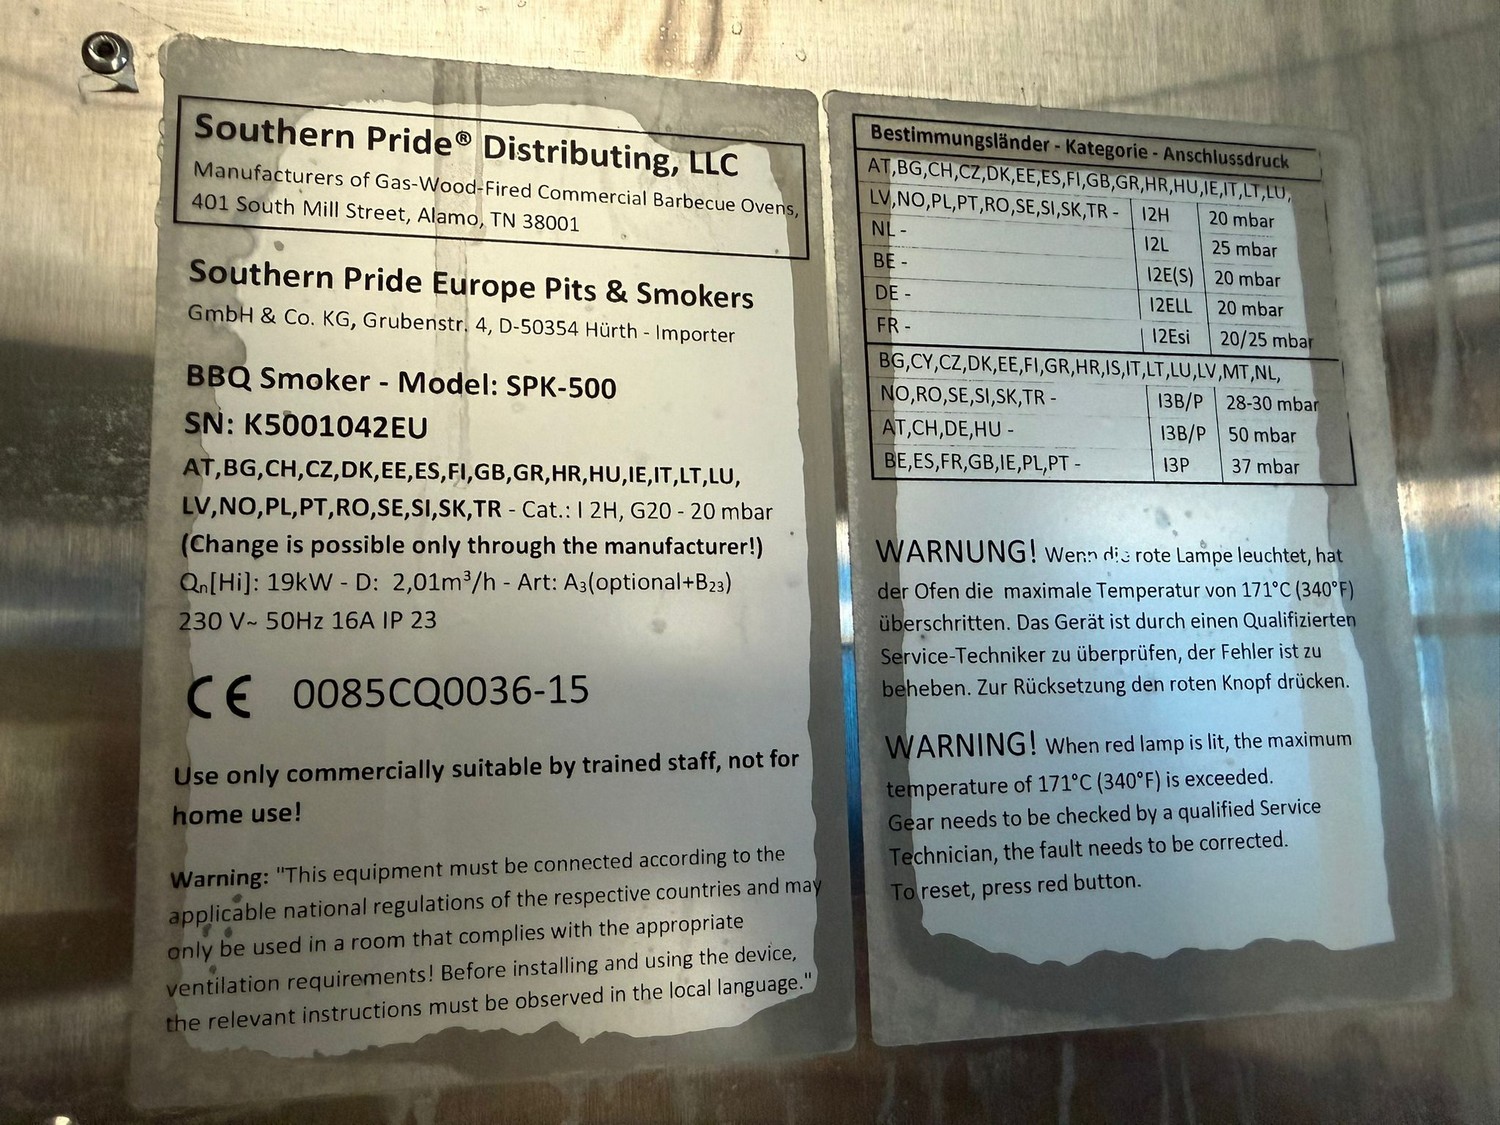 Southern Pride® Distributing, LLC
Manufacturers of Gas-Wood-Fired Commercial Barbecue Ovens,
401 South Mill Street, Alamo, TN 38001
Southern Pride Europe Pits & Smokers
GmbH & Co. KG, Grubenstr. 4, D-50354 Hürth - Importer
BBQ Smoker - Model: SPK-500
SN: K5001042EU
AT,BG,CH,CZ,DK,EE,ES,FI,GB,GR,HR,HU,IE,IT,LT,LU,
LV,NO,PL,PT,RO,SE,SI,SK,TR - Cat.: I 2H, G20 - 20 mbar
(Change is possible only through the manufacturer!)
Qₙ[Hi]: 19kW - D: 2,01m³/h - Art: A₃(optional+B₂₃)
230 V~ 50Hz 16A IP 23
CE 0085CQ0036-15
Use only commercially suitable by trained staff, not for
home use!
Warning: "This equipment must be connected according to the
applicable national regulations of the respective countries and may
only be used in a room that complies with the appropriate
ventilation requirements! Before installing and using the device,
the relevant instructions must be observed in the local language."
Bestimmungsländer - Kategorie - Anschlussdruck
AT,BG,CH,CZ,DK,EE,ES,FI,GB,GR,HR,HU,IE,IT,LT,LU,
LV,NO,PL,PT,RO,SE,SI,SK,TR - I2H 20 mbar
NL - I2L 25 mbar
BE - I2E(S) 20 mbar
DE - I2ELL 20 mbar
FR - I2Esi 20/25 mbar
BG,CY,CZ,DK,EE,FI,GR,HR,IS,IT,LT,LU,LV,MT,NL,
NO,RO,SE,SI,SK,TR - I3B/P 28-30 mbar
AT,CH,DE,HU - I3B/P 50 mbar
BE,ES,FR,GB,IE,PL,PT - I3P 37 mbar
WARNUNG! Wenn die rote Lampe leuchtet, hat
der Ofen die maximale Temperatur von 171°C (340°F)
überschritten. Das Gerät ist durch einen Qualifizierten
Service-Techniker zu überprüfen, der Fehler ist zu
beheben. Zur Rücksetzung den roten Knopf drücken.
WARNING! When red lamp is lit, the maximum
temperature of 171°C (340°F) is exceeded.
Gear needs to be checked by a qualified Service
Technician, the fault needs to be corrected.
To reset, press red button.